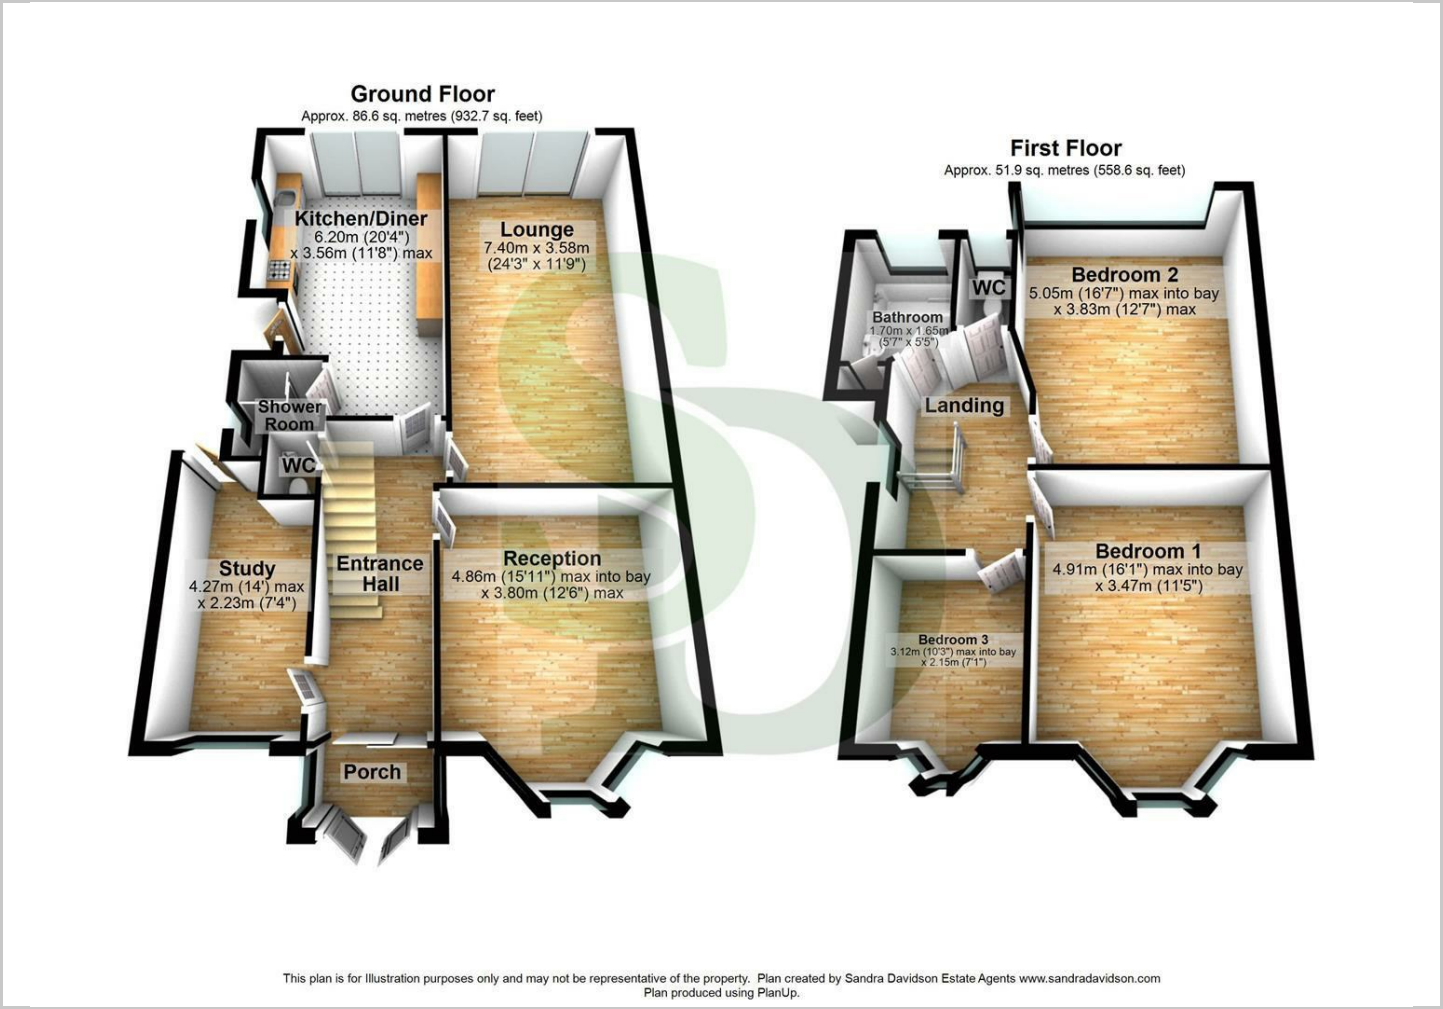 Ground Floor
Approx. 86.6 sq. metres (932.7 sq. feet)
Kitchen/Diner
6.20m (20'4")
x 3.56m (11'8") max
Lounge
7.40m x 3.58m
(24'3" x 11'9")
Shower
Room
WC
Study
4.27m (14') max
x 2.23m (7'4")
Entrance
Hall
Reception
4.86m (15'11") max into bay
x 3.80m (12'6") max
Porch
First Floor
Approx. 51.9 sq. metres (558.6 sq. feet)
Bathroom
1.70m x 1.65m
(5'7" x 5'5")
WC
Bedroom 2
5.05m (16'7") max into bay
x 3.83m (12'7") max
Landing
Bedroom 1
4.91m (16'1") max into bay
x 3.47m (11'5")
Bedroom 3
3.12m (10'3") max into bay
x 2.15m (7'1")
SD
This plan is for Illustration purposes only and may not be representative of the property. Plan created by Sandra Davidson Estate Agents www.sandradavidson.com
Plan produced using PlanUp.